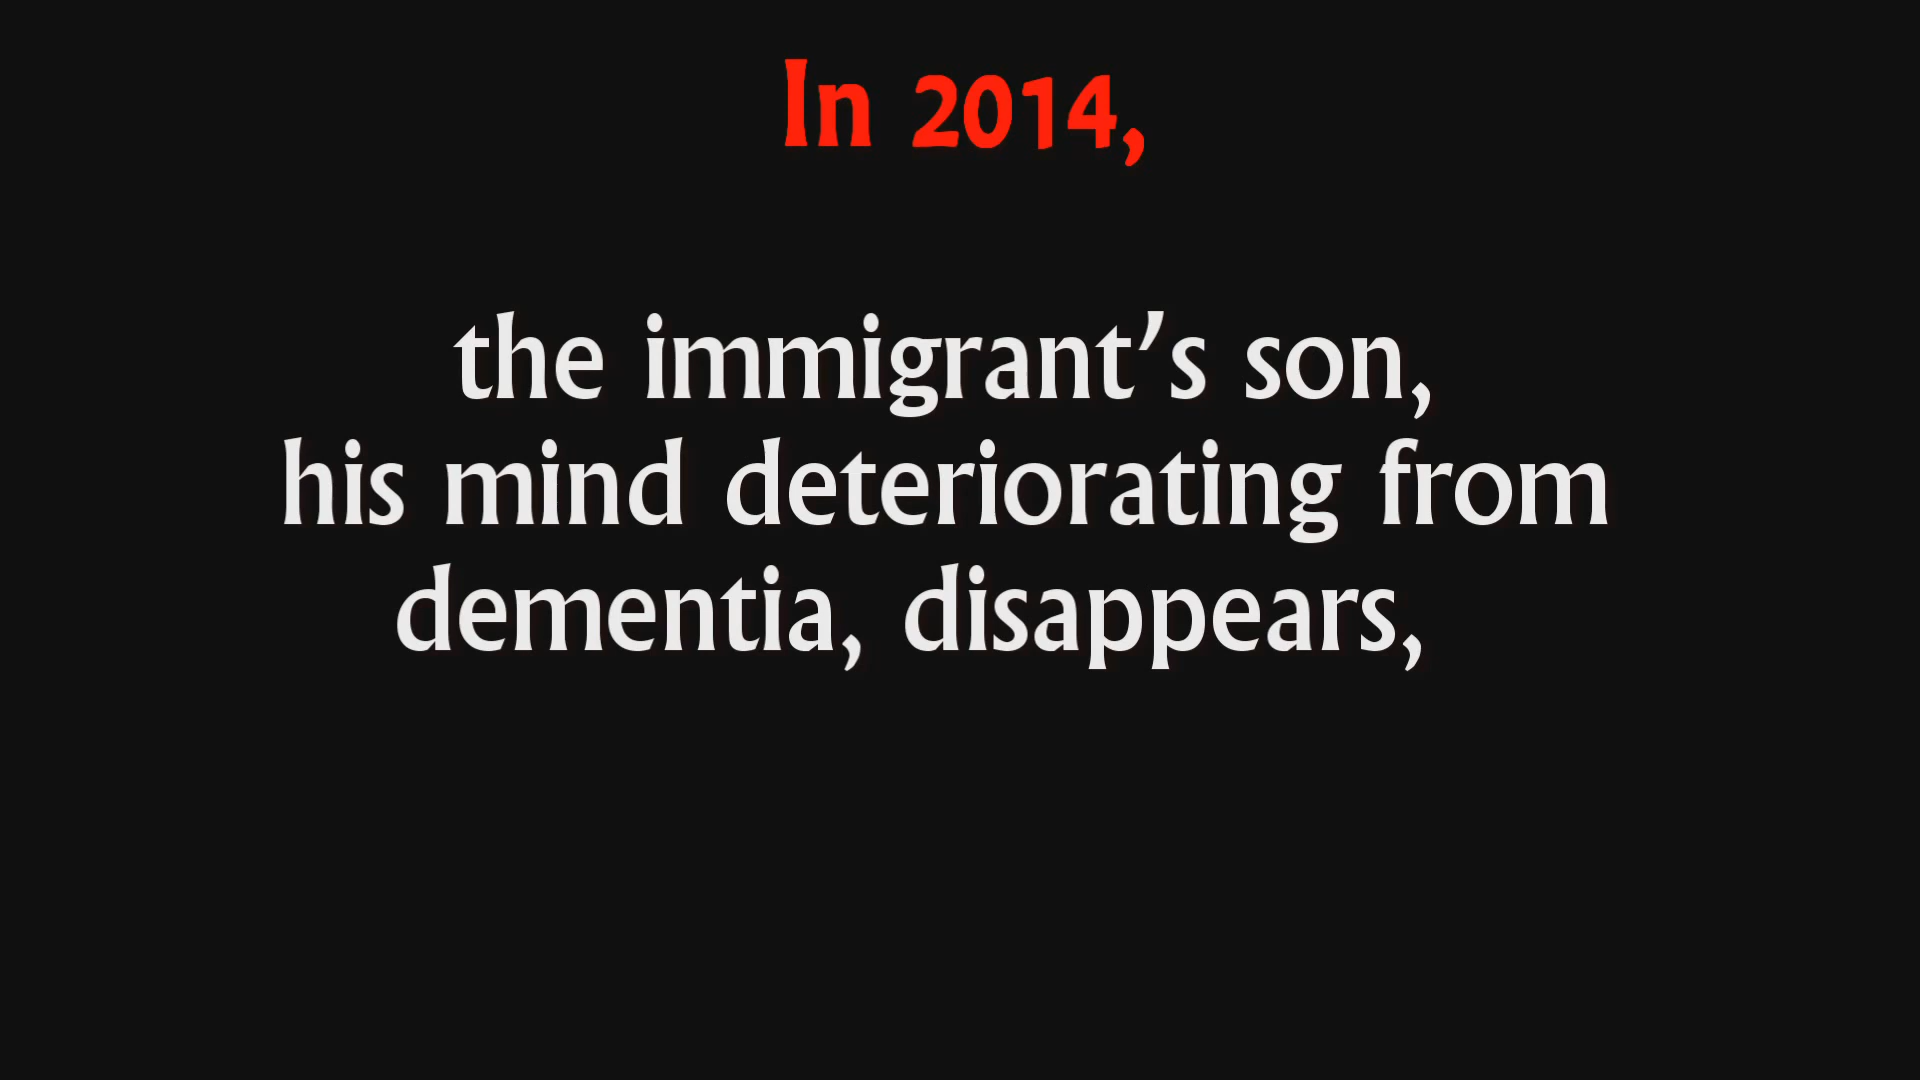 In 2014,
the immigrant’s son,
his mind deteriorating from
dementia, disappears,